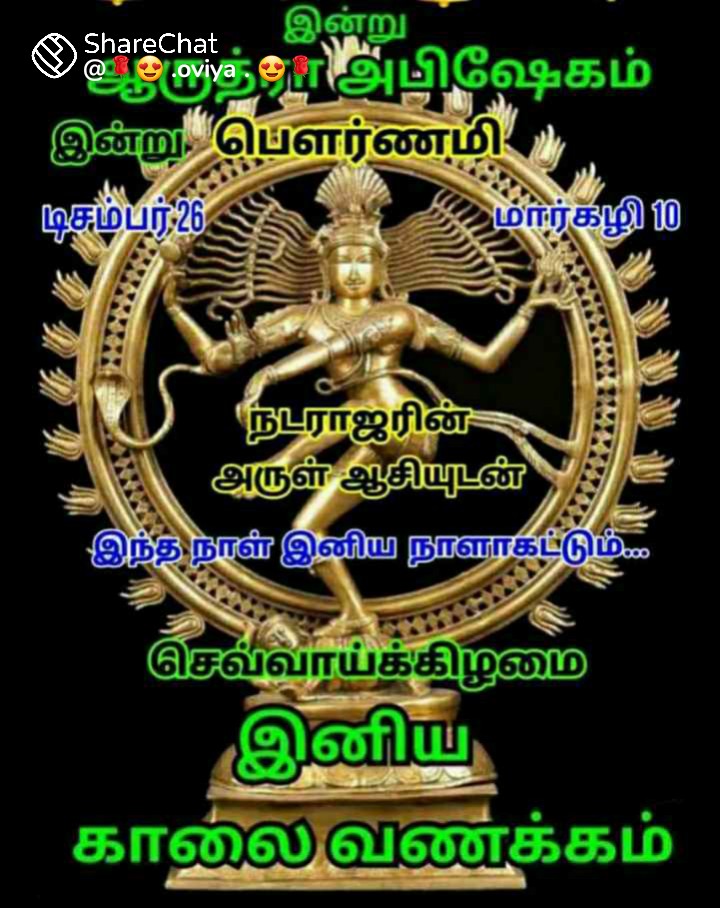 இன்று
ShareChat
@🌹😍.oviya.😍🌹
ஆருத்ரா அபிஷேகம்
இன்று பௌர்ணமி
டிசம்பர் 26 மார்கழி 10
நடராஜரின்
அருள் ஆசியுடன்
இந்த நாள் இனிய நாளாகட்டும்...
செவ்வாய்க்கிழமை
இனிய
காலை வணக்கம்